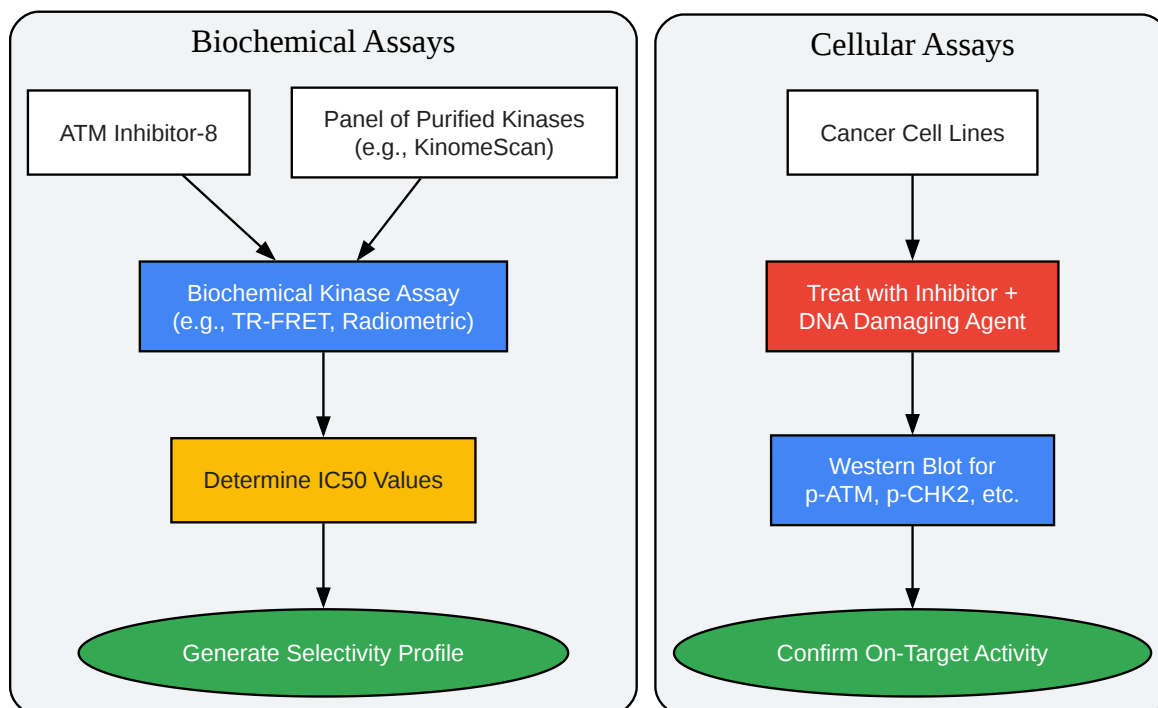 Biochemical Assays
ATM Inhibitor-8
Panel of Purified Kinases
(e.g., KinomeScan)
Biochemical Kinase Assay
(e.g., TR-FRET, Radiometric)
Determine IC50 Values
Generate Selectivity Profile
Cellular Assays
Cancer Cell Lines
Treat with Inhibitor +
DNA Damaging Agent
Western Blot for
p-ATM, p-CHK2, etc.
Confirm On-Target Activity